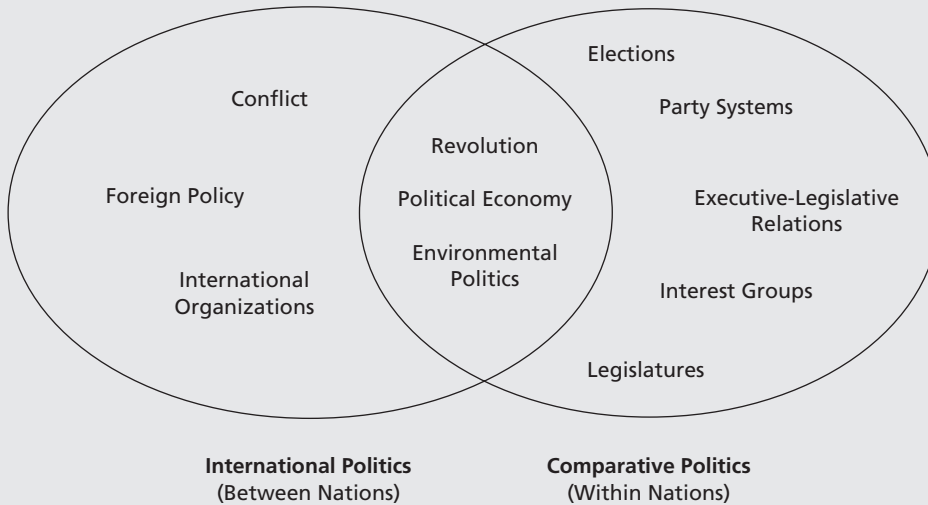 Conflict
Foreign Policy
International
Organizations
Revolution
Political Economy
Environmental
Politics
Elections
Party Systems
Executive-Legislative
Relations
Interest Groups
Legislatures
International Politics
(Between Nations)
Comparative Politics
(Within Nations)